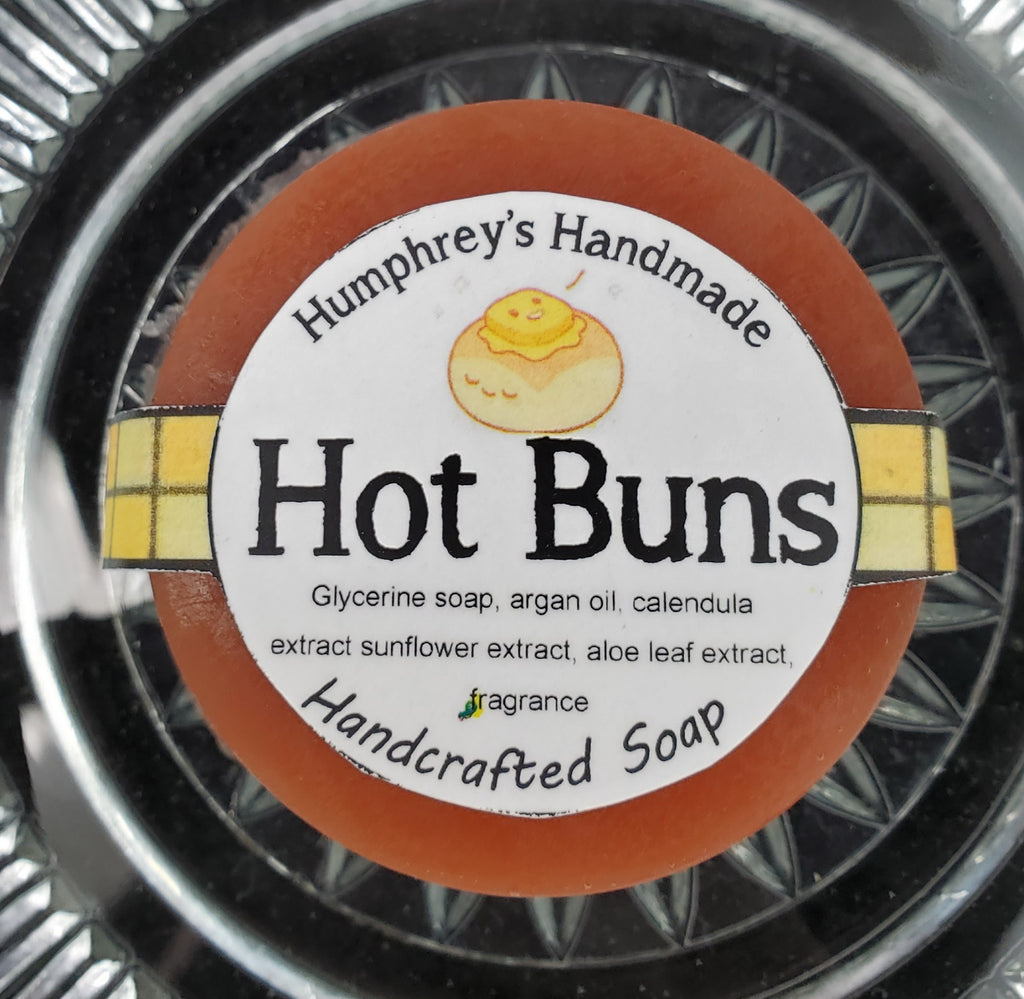 Humphrey's Handmade
Hot Buns
Glycerine soap, argan oil, calendula
extract sunflower extract, aloe leaf extract,
fragrance
Handcrafted Soap